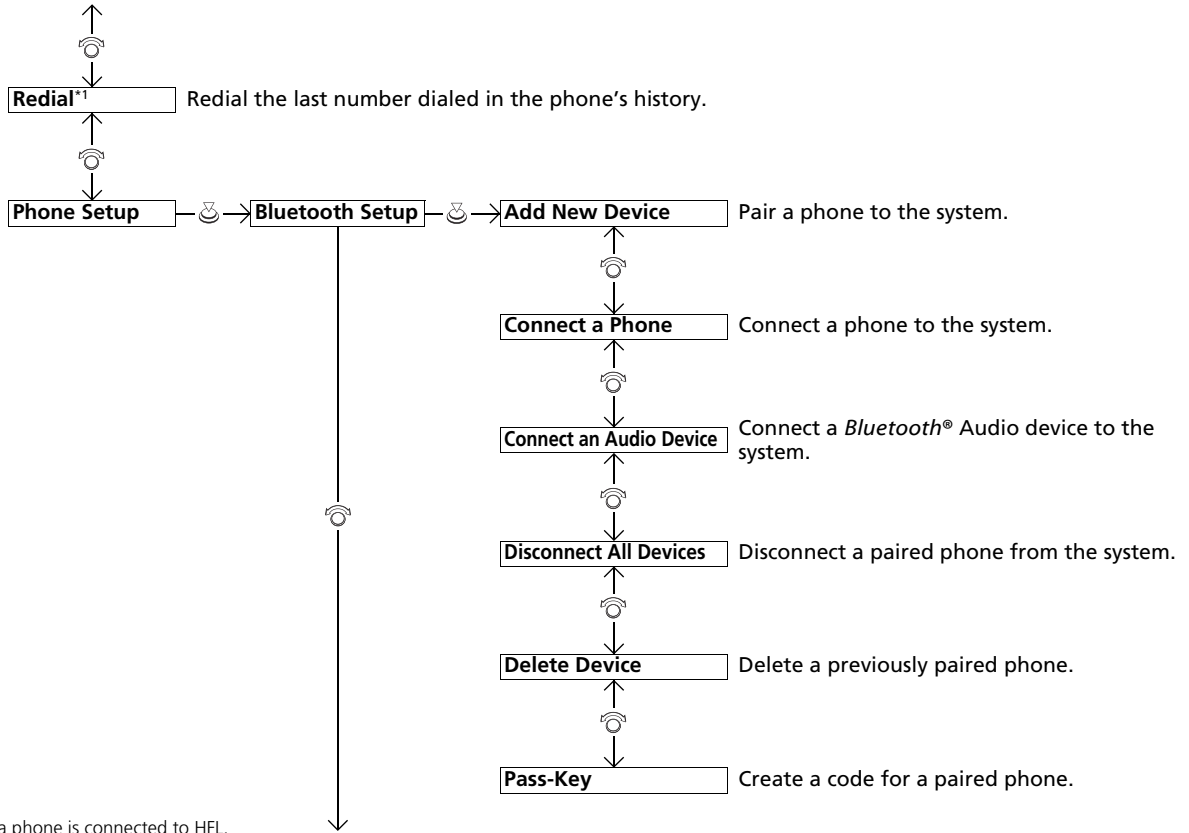 Redial*1 Redial the last number dialed in the phone's history.
Phone Setup Bluetooth Setup Add New Device Pair a phone to the system.
Connect a Phone Connect a phone to the system.
Connect an Audio Device Connect a Bluetooth® Audio device to the
system.
Disconnect All Devices Disconnect a paired phone from the system.
Delete Device Delete a previously paired phone.
Pass-Key Create a code for a paired phone.
a phone is connected to HFL.